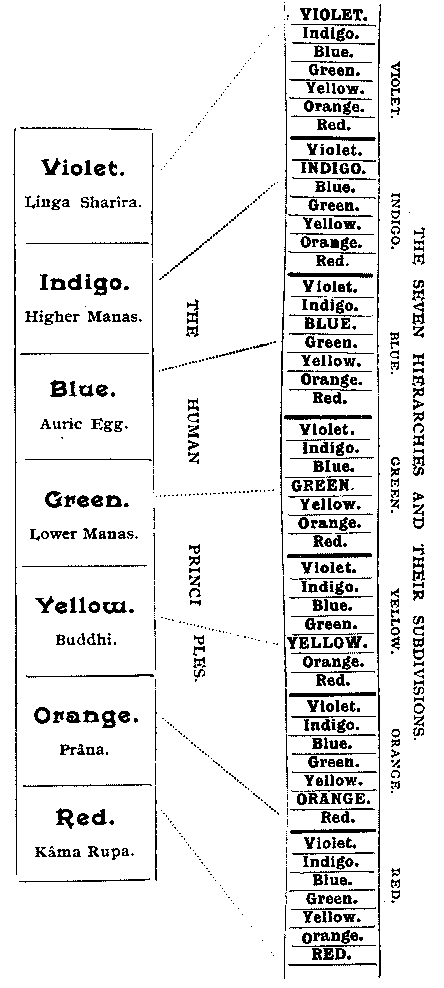 Violet.
Linga Sharira.
Indigo.
Higher Manas.
Blue.
Auric Egg.
Green.
Lower Manas.
Yellow.
Buddhi.
Orange.
Prâna.
Red.
Kâma Rupa.
THE HUMAN PRINCI PLES.
VIOLET.
Indigo.
Blue.
Green.
Yellow.
Orange.
Red.
Violet.
INDIGO.
Blue.
Green.
Yellow.
Orange.
Red.
Violet.
Indigo.
BLUE.
Green.
Yellow.
Orange.
Red.
Violet.
Indigo.
Blue.
GREEN.
Yellow.
Orange.
Red.
Violet.
Indigo.
Blue.
Green.
YELLOW.
Orange.
Red.
Violet.
Indigo.
Blue.
Green.
Yellow.
ORANGE.
Red.
Violet.
Indigo.
Blue.
Green.
Yellow.
Orange.
RED.
VIOLET.
INDIGO.
BLUE.
GREEN.
YELLOW.
ORANGE.
RED.
THE SEVEN HIERARCHIES AND THEIR SUBDIVISIONS.